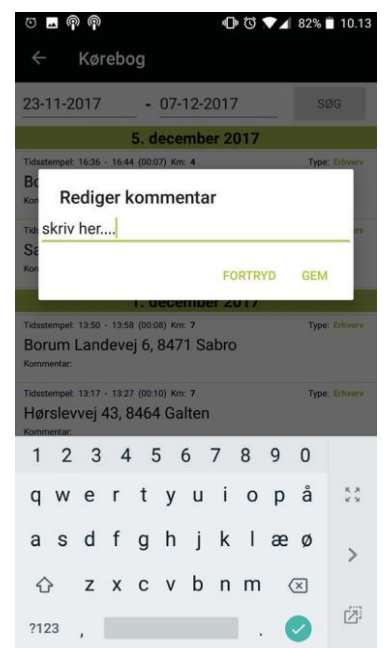 82% 10.13
Kørebog
23-11-2017 - 07-12-2017 SØG
5. december 2017
Tidsstempel: 16:36 - 16:44 (00:07) Km: 4 Type: Erhverv
Rediger kommentar
skriv her....
FORTRYD GEM
1. december 2017
Tidsstempel: 13:50 - 13:58 (00:08) Km: 7 Type: Erhverv
Borum Landevej 6, 8471 Sabro
Kommentar:
Tidsstempel: 13:17 - 13:27 (00:10) Km: 7 Type: Erhverv
Hørslevvej 43, 8464 Galten
Kommentar:
1 2 3 4 5 6 7 8 9 0
q w e r t y u i o p å
a s d f g h j k l æ ø
z x c v b n m
?123 , .